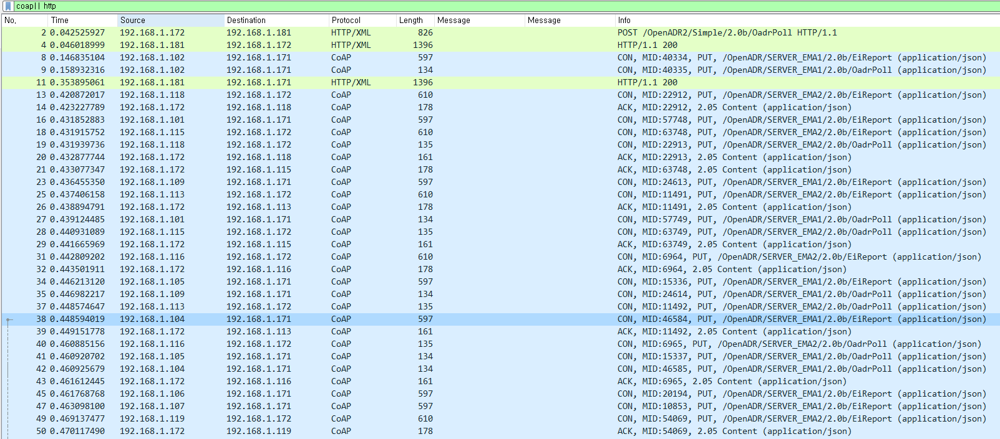 coap|| http
No. Time Source Destination Protocol Length Message Message Info
2 0.042525927 192.168.1.172 192.168.1.181 HTTP/XML 826 POST /OpenADR2/Simple/2.0b/OadrPoll HTTP/1.1
4 0.046018999 192.168.1.181 192.168.1.172 HTTP/XML 1396 HTTP/1.1 200
8 0.146835104 192.168.1.102 192.168.1.171 CoAP 597 CON, MID:40334, PUT, /OpenADR/SERVER_EMA1/2.0b/EiReport (application/json)
9 0.158932316 192.168.1.102 192.168.1.171 CoAP 134 CON, MID:40335, PUT, /OpenADR/SERVER_EMA1/2.0b/OadrPoll (application/json)
11 0.353895061 192.168.1.181 192.168.1.171 HTTP/XML 1396 HTTP/1.1 200
13 0.420872017 192.168.1.118 192.168.1.172 CoAP 610 CON, MID:22912, PUT, /OpenADR/SERVER_EMA2/2.0b/EiReport (application/json)
14 0.423227789 192.168.1.172 192.168.1.118 CoAP 178 ACK, MID:22912, 2.05 Content (application/json)
16 0.431852883 192.168.1.101 192.168.1.171 CoAP 597 CON, MID:57748, PUT, /OpenADR/SERVER_EMA1/2.0b/EiReport (application/json)
18 0.431915752 192.168.1.115 192.168.1.172 CoAP 610 CON, MID:63748, PUT, /OpenADR/SERVER_EMA2/2.0b/EiReport (application/json)
19 0.431939736 192.168.1.118 192.168.1.172 CoAP 135 CON, MID:22913, PUT, /OpenADR/SERVER_EMA2/2.0b/OadrPoll (application/json)
20 0.432877744 192.168.1.172 192.168.1.118 CoAP 161 ACK, MID:22913, 2.05 Content (application/json)
21 0.433077347 192.168.1.172 192.168.1.115 CoAP 178 ACK, MID:63748, 2.05 Content (application/json)
23 0.436455350 192.168.1.109 192.168.1.171 CoAP 597 CON, MID:24613, PUT, /OpenADR/SERVER_EMA1/2.0b/EiReport (application/json)
25 0.437406158 192.168.1.113 192.168.1.172 CoAP 610 CON, MID:11491, PUT, /OpenADR/SERVER_EMA2/2.0b/EiReport (application/json)
26 0.438894791 192.168.1.172 192.168.1.113 CoAP 178 ACK, MID:11491, 2.05 Content (application/json)
27 0.439124485 192.168.1.101 192.168.1.171 CoAP 134 CON, MID:57749, PUT, /OpenADR/SERVER_EMA1/2.0b/OadrPoll (application/json)
28 0.440931089 192.168.1.115 192.168.1.172 CoAP 135 CON, MID:63749, PUT, /OpenADR/SERVER_EMA2/2.0b/OadrPoll (application/json)
29 0.441665969 192.168.1.172 192.168.1.115 CoAP 161 ACK, MID:63749, 2.05 Content (application/json)
31 0.442809202 192.168.1.116 192.168.1.172 CoAP 610 CON, MID:6964, PUT, /OpenADR/SERVER_EMA2/2.0b/EiReport (application/json)
32 0.443501911 192.168.1.172 192.168.1.116 CoAP 178 ACK, MID:6964, 2.05 Content (application/json)
34 0.446213120 192.168.1.105 192.168.1.171 CoAP 597 CON, MID:15336, PUT, /OpenADR/SERVER_EMA1/2.0b/EiReport (application/json)
35 0.446982217 192.168.1.109 192.168.1.171 CoAP 134 CON, MID:24614, PUT, /OpenADR/SERVER_EMA1/2.0b/OadrPoll (application/json)
37 0.448574647 192.168.1.113 192.168.1.172 CoAP 135 CON, MID:11492, PUT, /OpenADR/SERVER_EMA2/2.0b/OadrPoll (application/json)
38 0.448594019 192.168.1.104 192.168.1.171 CoAP 597 CON, MID:46584, PUT, /OpenADR/SERVER_EMA1/2.0b/EiReport (application/json)
39 0.449151778 192.168.1.172 192.168.1.113 CoAP 161 ACK, MID:11492, 2.05 Content (application/json)
40 0.460885156 192.168.1.116 192.168.1.172 CoAP 135 CON, MID:6965, PUT, /OpenADR/SERVER_EMA2/2.0b/OadrPoll (application/json)
41 0.460920702 192.168.1.105 192.168.1.171 CoAP 134 CON, MID:15337, PUT, /OpenADR/SERVER_EMA1/2.0b/OadrPoll (application/json)
42 0.460925679 192.168.1.104 192.168.1.171 CoAP 134 CON, MID:46585, PUT, /OpenADR/SERVER_EMA1/2.0b/OadrPoll (application/json)
43 0.461612445 192.168.1.172 192.168.1.116 CoAP 161 ACK, MID:6965, 2.05 Content (application/json)
45 0.461768768 192.168.1.106 192.168.1.171 CoAP 597 CON, MID:20194, PUT, /OpenADR/SERVER_EMA1/2.0b/EiReport (application/json)
47 0.463098100 192.168.1.107 192.168.1.171 CoAP 597 CON, MID:10853, PUT, /OpenADR/SERVER_EMA1/2.0b/EiReport (application/json)
49 0.469137477 192.168.1.119 192.168.1.172 CoAP 610 CON, MID:54069, PUT, /OpenADR/SERVER_EMA2/2.0b/EiReport (application/json)
50 0.470117490 192.168.1.172 192.168.1.119 CoAP 178 ACK, MID:54069, 2.05 Content (application/json)